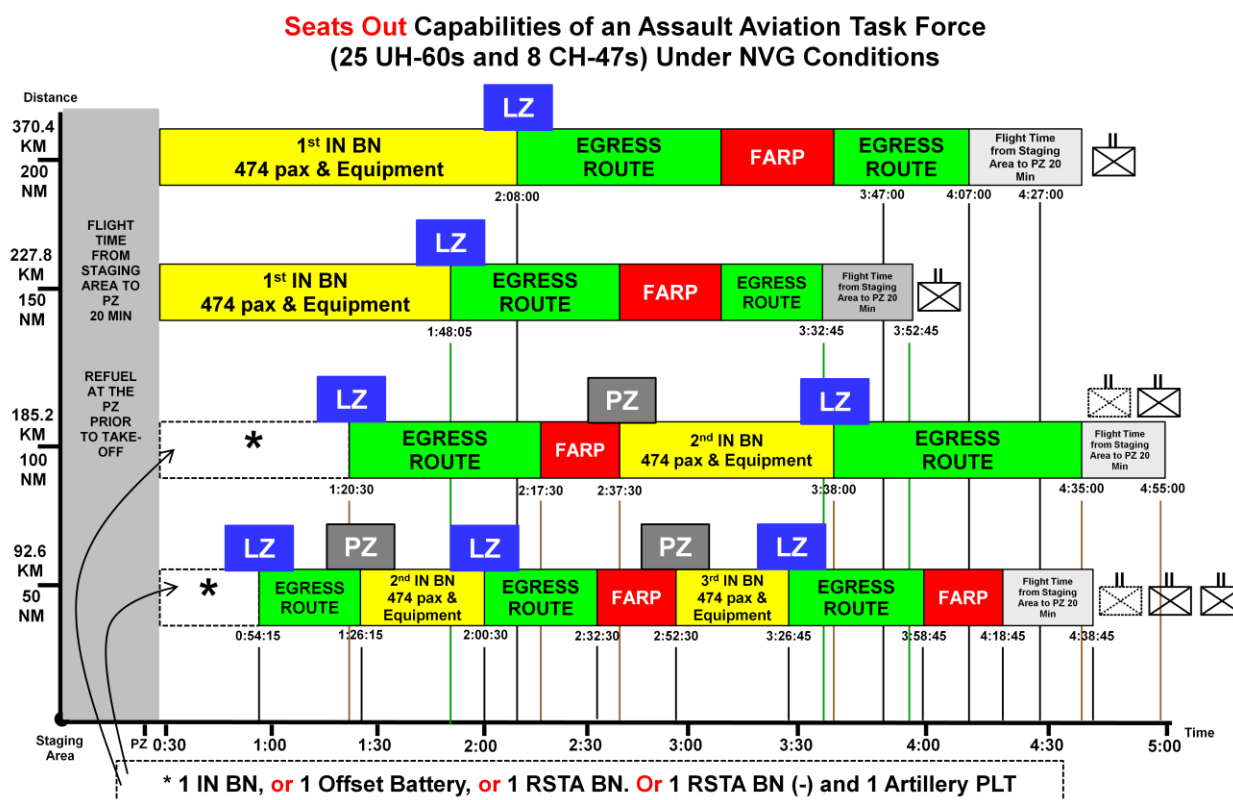 Seats Out Capabilities of an Assault Aviation Task Force
(25 UH-60s and 8 CH-47s) Under NVG Conditions
Distance
370.4
KM
200
NM
227.8
KM
150
NM
185.2
KM
100
NM
92.6
KM
50
NM
FLIGHT
TIME
FROM
STAGING
AREA TO
PZ
20 MIN
REFUEL
AT THE
PZ
PRIOR
TO TAKE-
OFF
LZ
1st IN BN
474 pax & Equipment
EGRESS
ROUTE
FARP
EGRESS
ROUTE
Flight Time
from Staging
Area to PZ 20
Min
2:08:00
3:47:00
4:07:00
4:27:00
LZ
1st IN BN
474 pax & Equipment
EGRESS
ROUTE
FARP
EGRESS
ROUTE
Flight Time
from Staging
Area to PZ 20
Min
1:48:05
3:32:45
3:52:45
LZ
PZ
LZ
*
EGRESS
ROUTE
FARP
2nd IN BN
474 pax & Equipment
EGRESS
ROUTE
Flight Time
from Staging
Area to PZ 20
Min
1:20:30
2:17:30
2:37:30
3:38:00
4:35:00
4:55:00
LZ
PZ
LZ
PZ
LZ
*
EGRESS
ROUTE
2nd IN BN
474 pax &
Equipment
EGRESS
ROUTE
FARP
3rd IN BN
474 pax &
Equipment
EGRESS
ROUTE
FARP
Flight Time
from Staging
Area to PZ 20
Min
0:54:15
1:26:15
2:00:30
2:32:30
2:52:30
3:26:45
3:58:45
4:18:45
4:38:45
Staging
Area
PZ
0:30
1:00
1:30
2:00
2:30
3:00
3:30
4:00
4:30
5:00
Time
* 1 IN BN, or 1 Offset Battery, or 1 RSTA BN. Or 1 RSTA BN (-) and 1 Artillery PLT